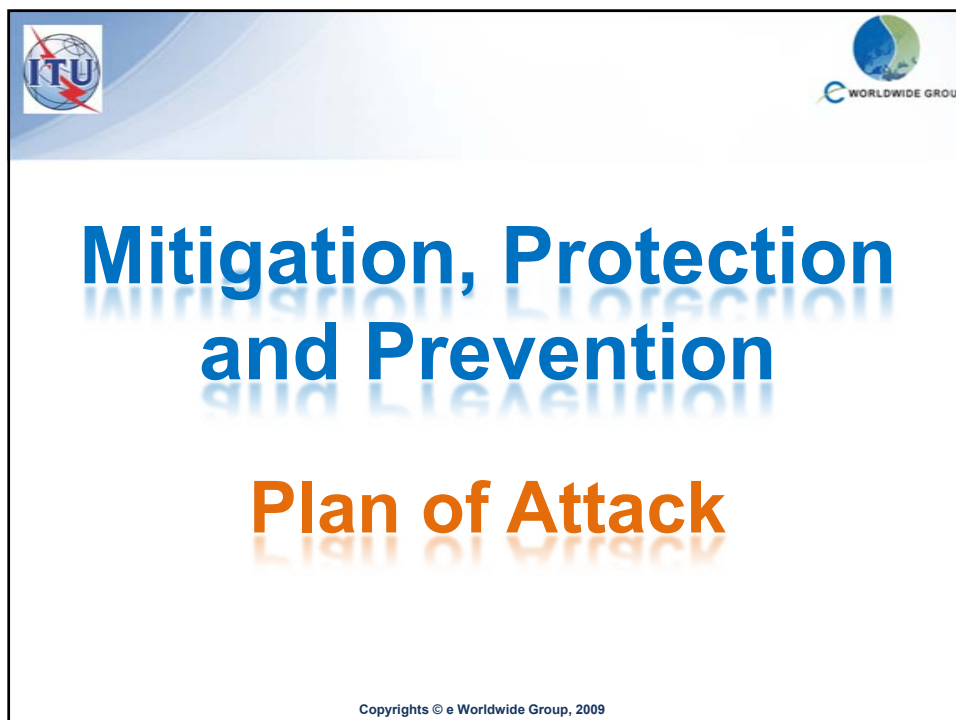 ITU
e WORLDWIDE GROU
Mitigation, Protection
and Prevention
Plan of Attack
Copyrights © e Worldwide Group, 2009